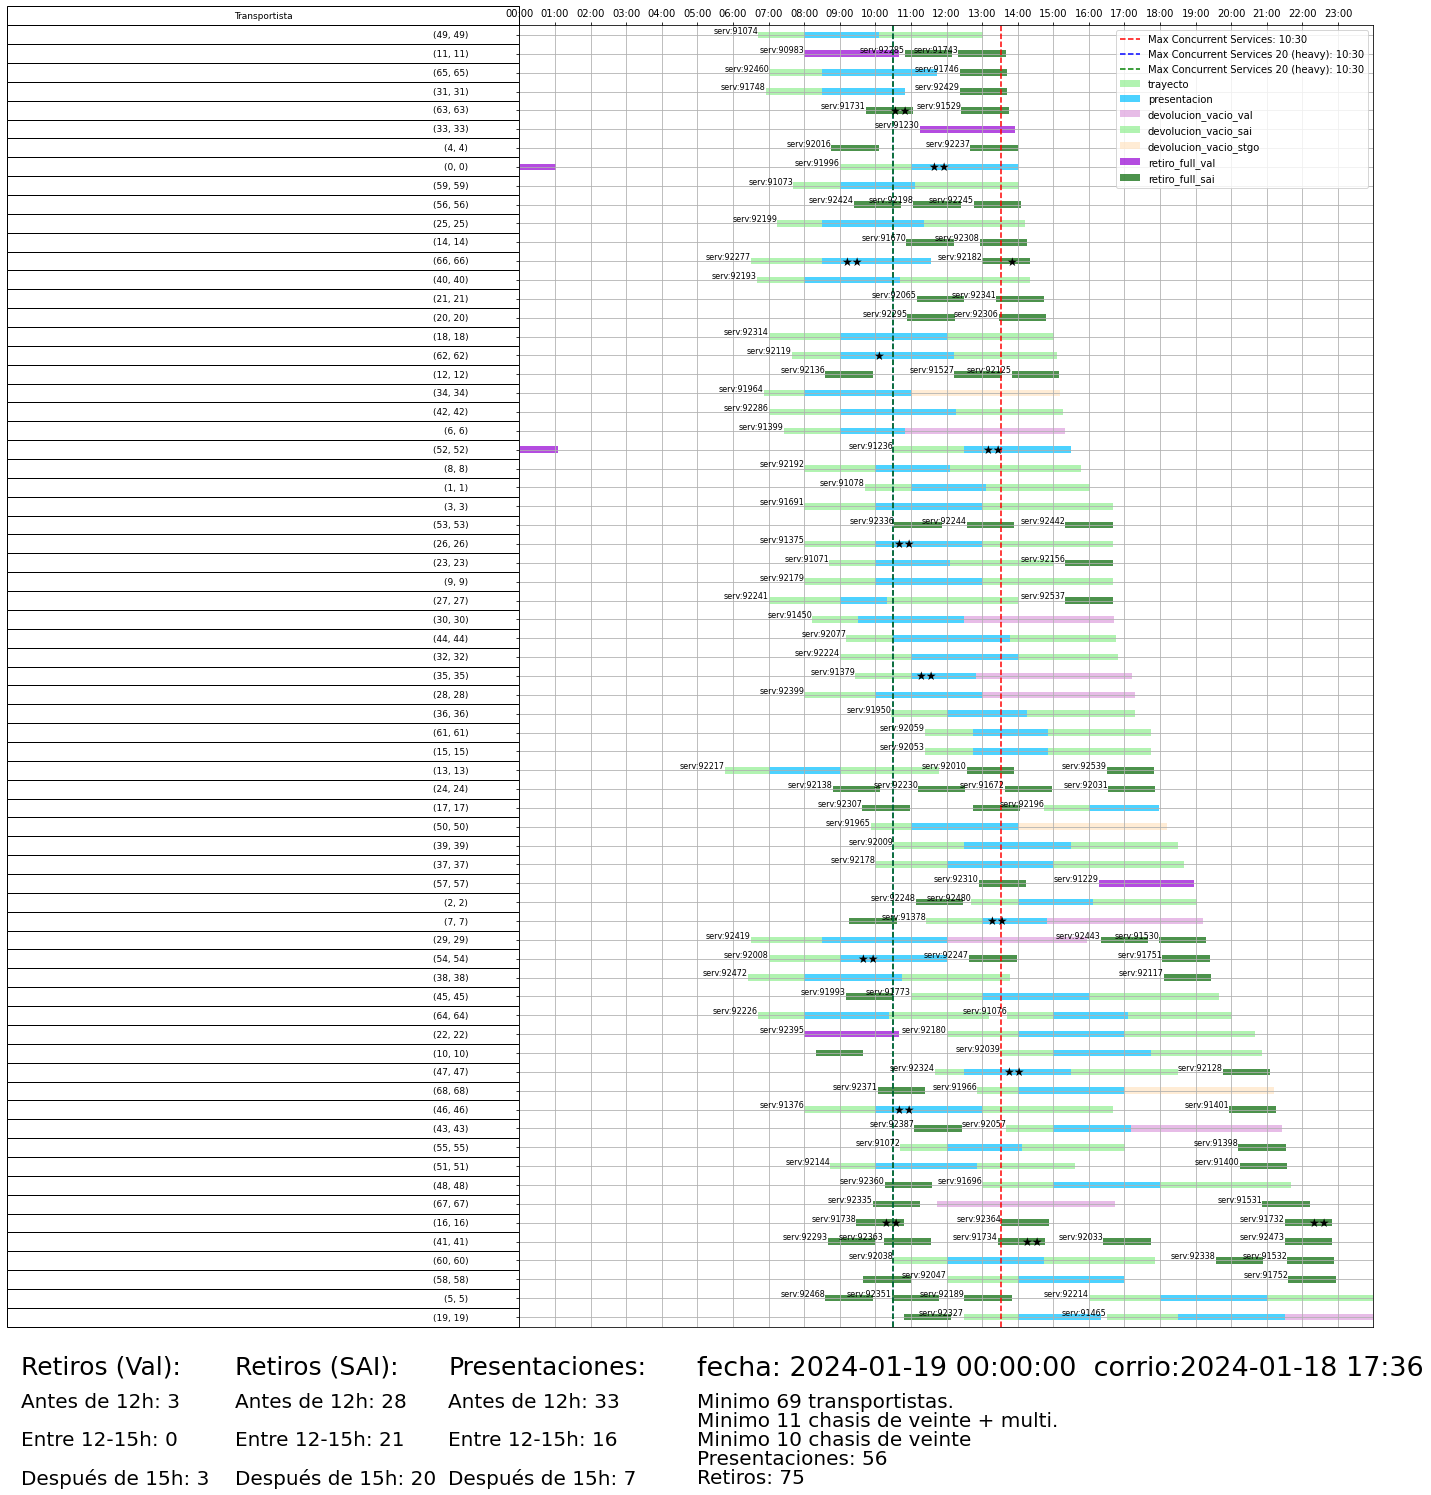 Transportista
00:00 01:00 02:00 03:00 04:00 05:00 06:00 07:00 08:00 09:00 10:00 11:00 12:00 13:00 14:00 15:00 16:00 17:00 18:00 19:00 20:00 21:00 22:00 23:00
Max Concurrent Services: 10:30
Max Concurrent Services 20 (heavy): 10:30
Max Concurrent Services 20 (heavy): 10:30
trayecto
presentacion
devolucion_vacio_val
devolucion_vacio_sai
devolucion_vacio_stgo
retiro_full_val
retiro_full_sai
(49, 49) serv:91074
(11, 11) serv:90983 serv:92285 serv:91743
(65, 65) serv:92460 serv:91746
(31, 31) serv:91748 serv:92429
(63, 63) serv:91731 serv:91529
(33, 33) serv:91230
(4, 4) serv:92016 serv:92237
(0, 0) serv:91996
(59, 59) serv:91073
(56, 56) serv:92424 serv:92198 serv:92245
(25, 25) serv:92199
(14, 14) serv:91670 serv:92308
(66, 66) serv:92277 serv:92182
(40, 40) serv:92193
(21, 21) serv:92065 serv:92341
(20, 20) serv:92295 serv:92306
(18, 18) serv:92314
(62, 62) serv:92119
(12, 12) serv:92136 serv:91527 serv:92125
(34, 34) serv:91964
(42, 42) serv:92286
(6, 6) serv:91399
(52, 52) serv:91236
(8, 8) serv:92192
(1, 1) serv:91078
(3, 3) serv:91691
(53, 53) serv:92336 serv:92244 serv:92442
(26, 26) serv:91375
(23, 23) serv:91071 serv:92156
(9, 9) serv:92179
(27, 27) serv:92241 serv:92537
(30, 30) serv:91450
(44, 44) serv:92077
(32, 32) serv:92224
(35, 35) serv:91379
(28, 28) serv:92399
(36, 36) serv:91950
(61, 61) serv:92059
(15, 15) serv:92053
(13, 13) serv:92217 serv:92010 serv:92539
(24, 24) serv:92138 serv:92230 serv:91672 serv:92031
(17, 17) serv:92307 serv:92196
(50, 50) serv:91965
(39, 39) serv:92009
(37, 37) serv:92178
(57, 57) serv:92310 serv:91229
(2, 2) serv:92248 serv:92480
(7, 7) serv:91378
(29, 29) serv:92419 serv:92443 serv:91530
(54, 54) serv:92008 serv:92247 serv:91751
(38, 38) serv:92472 serv:92117
(45, 45) serv:91993 serv:91773
(64, 64) serv:92226 serv:91076
(22, 22) serv:92395 serv:92180
(10, 10) serv:92039
(47, 47) serv:92324 serv:92128
(68, 68) serv:92371 serv:91966
(46, 46) serv:91376 serv:91401
(43, 43) serv:92387 serv:92057
(55, 55) serv:91072 serv:91398
(51, 51) serv:92144 serv:91400
(48, 48) serv:92360 serv:91696
(67, 67) serv:92335 serv:91531
(16, 16) serv:91738 serv:92364 serv:91732
(41, 41) serv:92293 serv:92363 serv:91734 serv:92033 serv:92473
(60, 60) serv:92038 serv:92338 serv:91532
(58, 58) serv:92047 serv:91752
(5, 5) serv:92468 serv:92351 serv:92189 serv:92214
(19, 19) serv:92327 serv:91465
Retiros (Val): Retiros (SAI): Presentaciones: fecha: 2024-01-19 00:00:00 corrio:2024-01-18 17:36
Antes de 12h: 3 Antes de 12h: 28 Antes de 12h: 33 Minimo 69 transportistas.
Minimo 11 chasis de veinte + multi.
Entre 12-15h: 0 Entre 12-15h: 21 Entre 12-15h: 16 Minimo 10 chasis de veinte
Presentaciones: 56
Después de 15h: 3 Después de 15h: 20 Después de 15h: 7 Retiros: 75